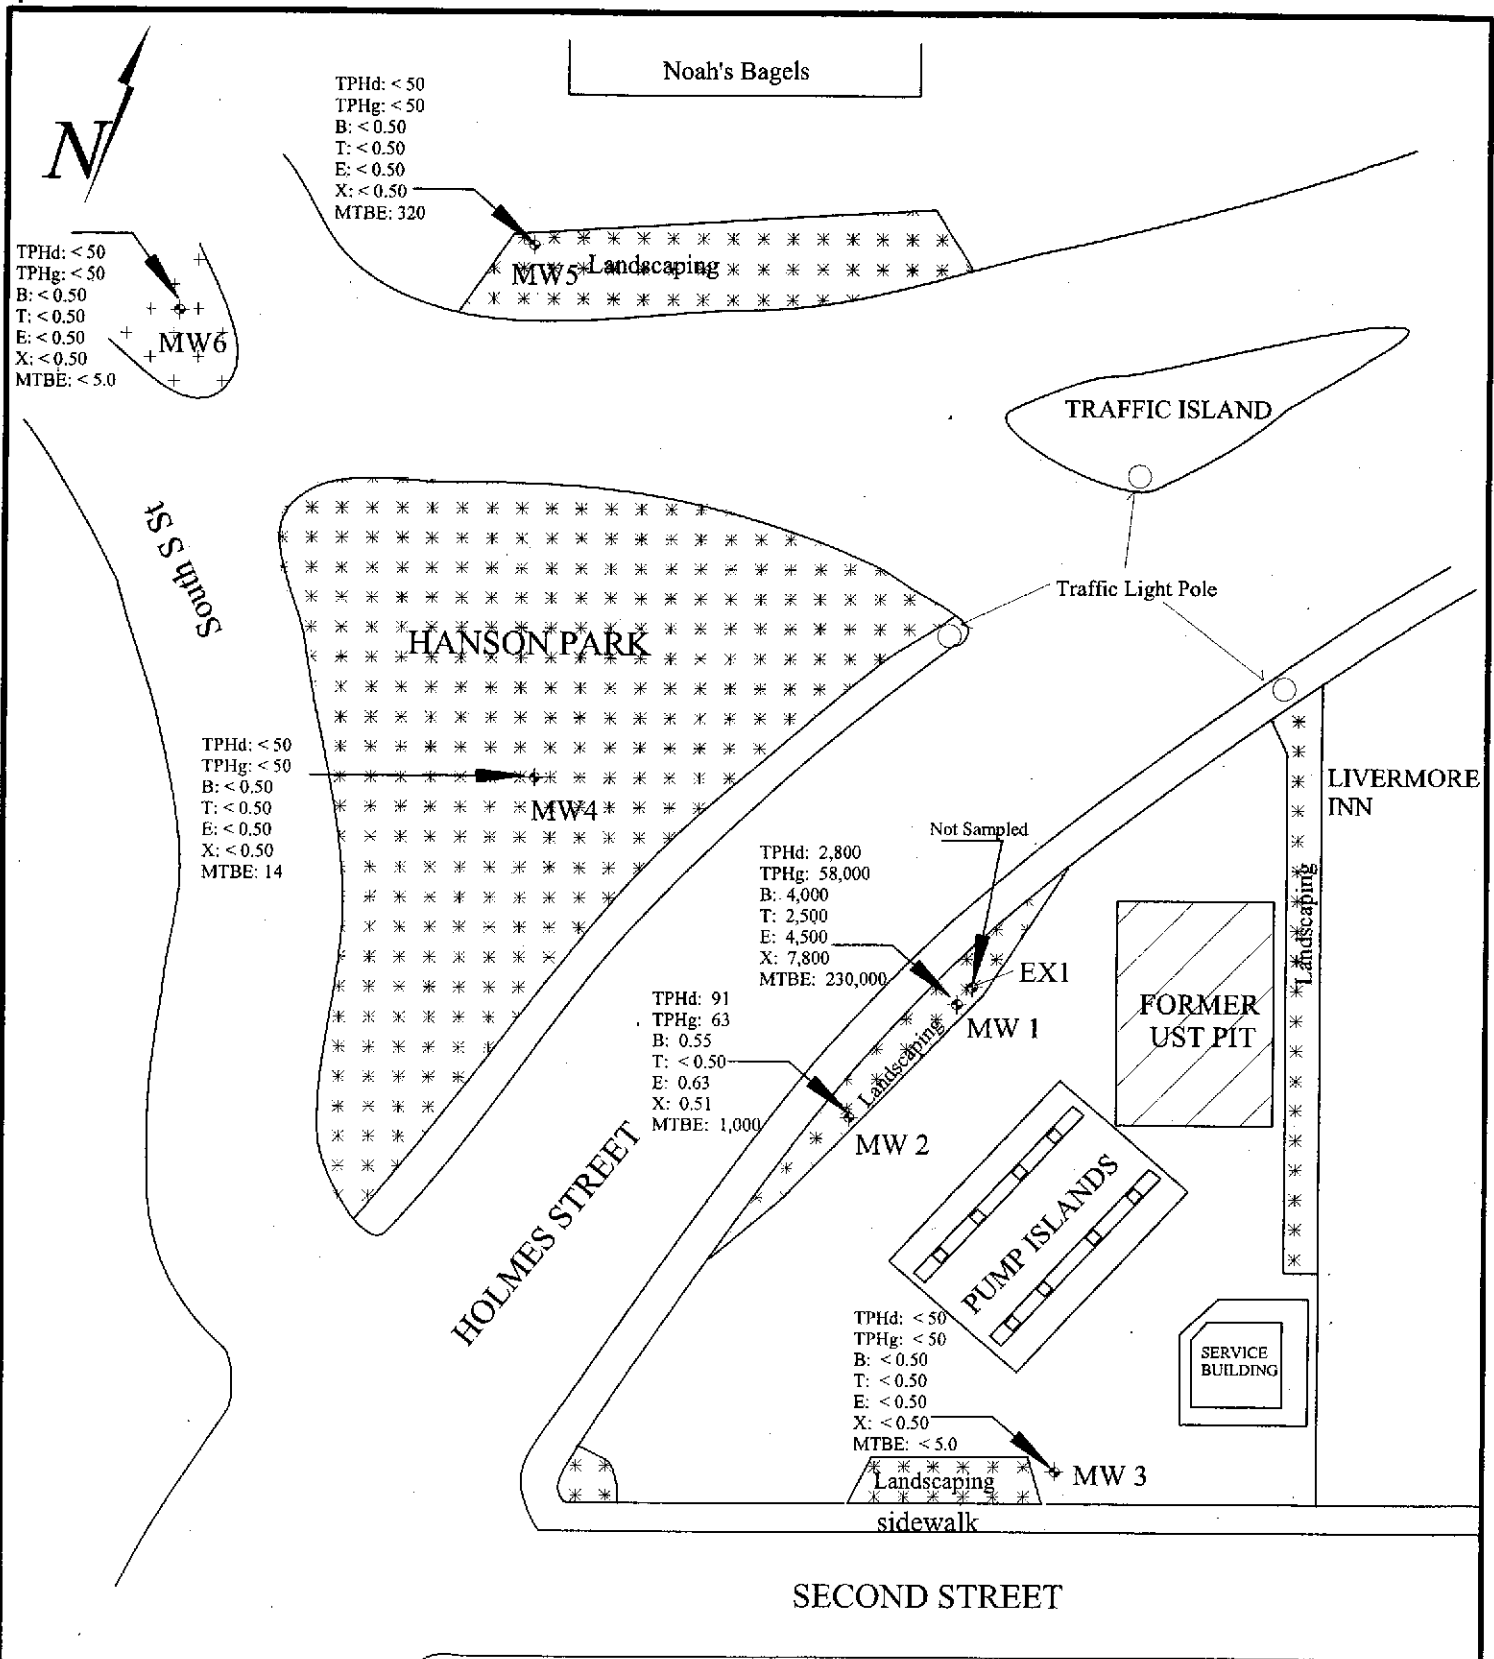 Noah's Bagels
N
TPHd: < 50
TPHg: < 50
B: < 0.50
T: < 0.50
E: < 0.50
X: < 0.50
MTBE: 320
MW5
Landscaping
TPHd: < 50
TPHg: < 50
B: < 0.50
T: < 0.50
E: < 0.50
X: < 0.50
MTBE: < 5.0
MW6
TRAFFIC ISLAND
Traffic Light Pole
South S St
HANSON PARK
TPHd: < 50
TPHg: < 50
B: < 0.50
T: < 0.50
E: < 0.50
X: < 0.50
MTBE: 14
MW4
LIVERMORE
INN
Landscaping
Not Sampled
TPHd: 2,800
TPHg: 58,000
B: 4,000
T: 2,500
E: 4,500
X: 7,800
MTBE: 230,000
EX1
MW 1
FORMER
UST PIT
TPHd: 91
TPHg: 63
B: 0.55
T: < 0.50
E: 0.63
X: 0.51
MTBE: 1,000
Landscaping
MW 2
HOLMES STREET
PUMP ISLANDS
TPHd: < 50
TPHg: < 50
B: < 0.50
T: < 0.50
E: < 0.50
X: < 0.50
MTBE: < 5.0
SERVICE
BUILDING
MW 3
Landscaping
sidewalk
SECOND STREET